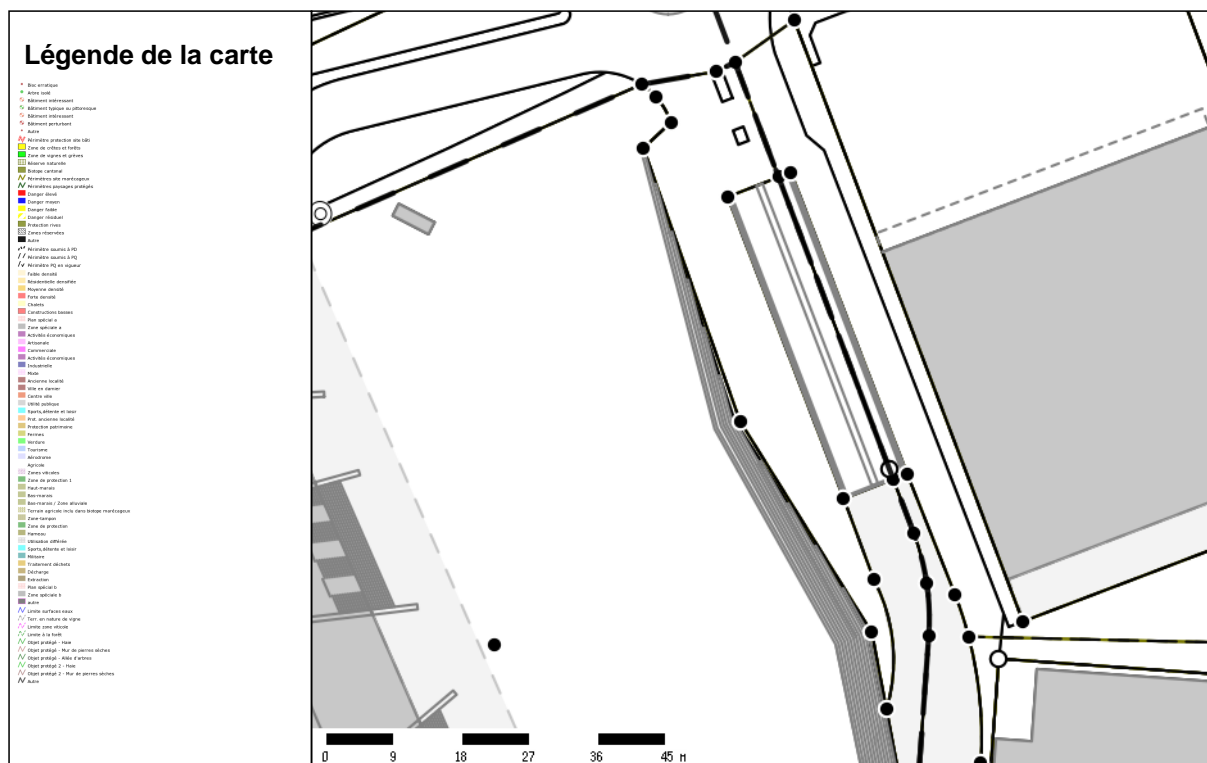 Légende de la carte
Bloc erratique
Arbre isolé
Bâtiment intéressant
Bâtiment typique ou pittoresque
Bâtiment intéressant
Bâtiment perturbant
Autre
Périmètre protection site bâti
Zone de crêtes et forêts
Zone de vignes et grèves
Réserve naturelle
Biotope cantonal
Périmètres site marécageux
Périmètres paysages protégés
Danger élevé
Danger moyen
Danger faible
Danger résiduel
Protection rives
Zones réservées
Autre
Périmètre soumis à PD
Périmètre soumis à PQ
Périmètre PQ en vigueur
Faible densité
Résidentielle densifiée
Moyenne densité
Forte densité
Chalets
Constructions basses
Plan spécial a
Zone spéciale a
Activités économiques
Artisanale
Commerciale
Activités économiques
Industrielle
Mixte
Ancienne localité
Ville en damier
Centre ville
Utilité publique
Sports,détente et loisir
Prot. ancienne localité
Protection patrimoine
Fermes
Verdure
Tourisme
Aérodrome
Agricole
Zones viticoles
Zone de protection 1
Haut-marais
Bas-marais
Bas-marais / Zone alluviale
Terrain agricole inclu dans biotope marécageux
Zone-tampon
Zone de protection
Hameau
Utilisation différée
Sports,détente et loisir
Militaire
Traitement déchets
Décharge
Extraction
Plan spécial b
Zone spéciale b
autre
Limite surfaces eaux
Terr. en nature de vigne
Limite zone viticole
Limite à la forêt
Objet protégé - Haie
Objet protégé - Mur de pierres sèches
Objet protégé - Allée d'arbres
Objet protégé 2 - Haie
Objet protégé 2 - Mur de pierres sèches
Autre
0 9 18 27 36 45 M